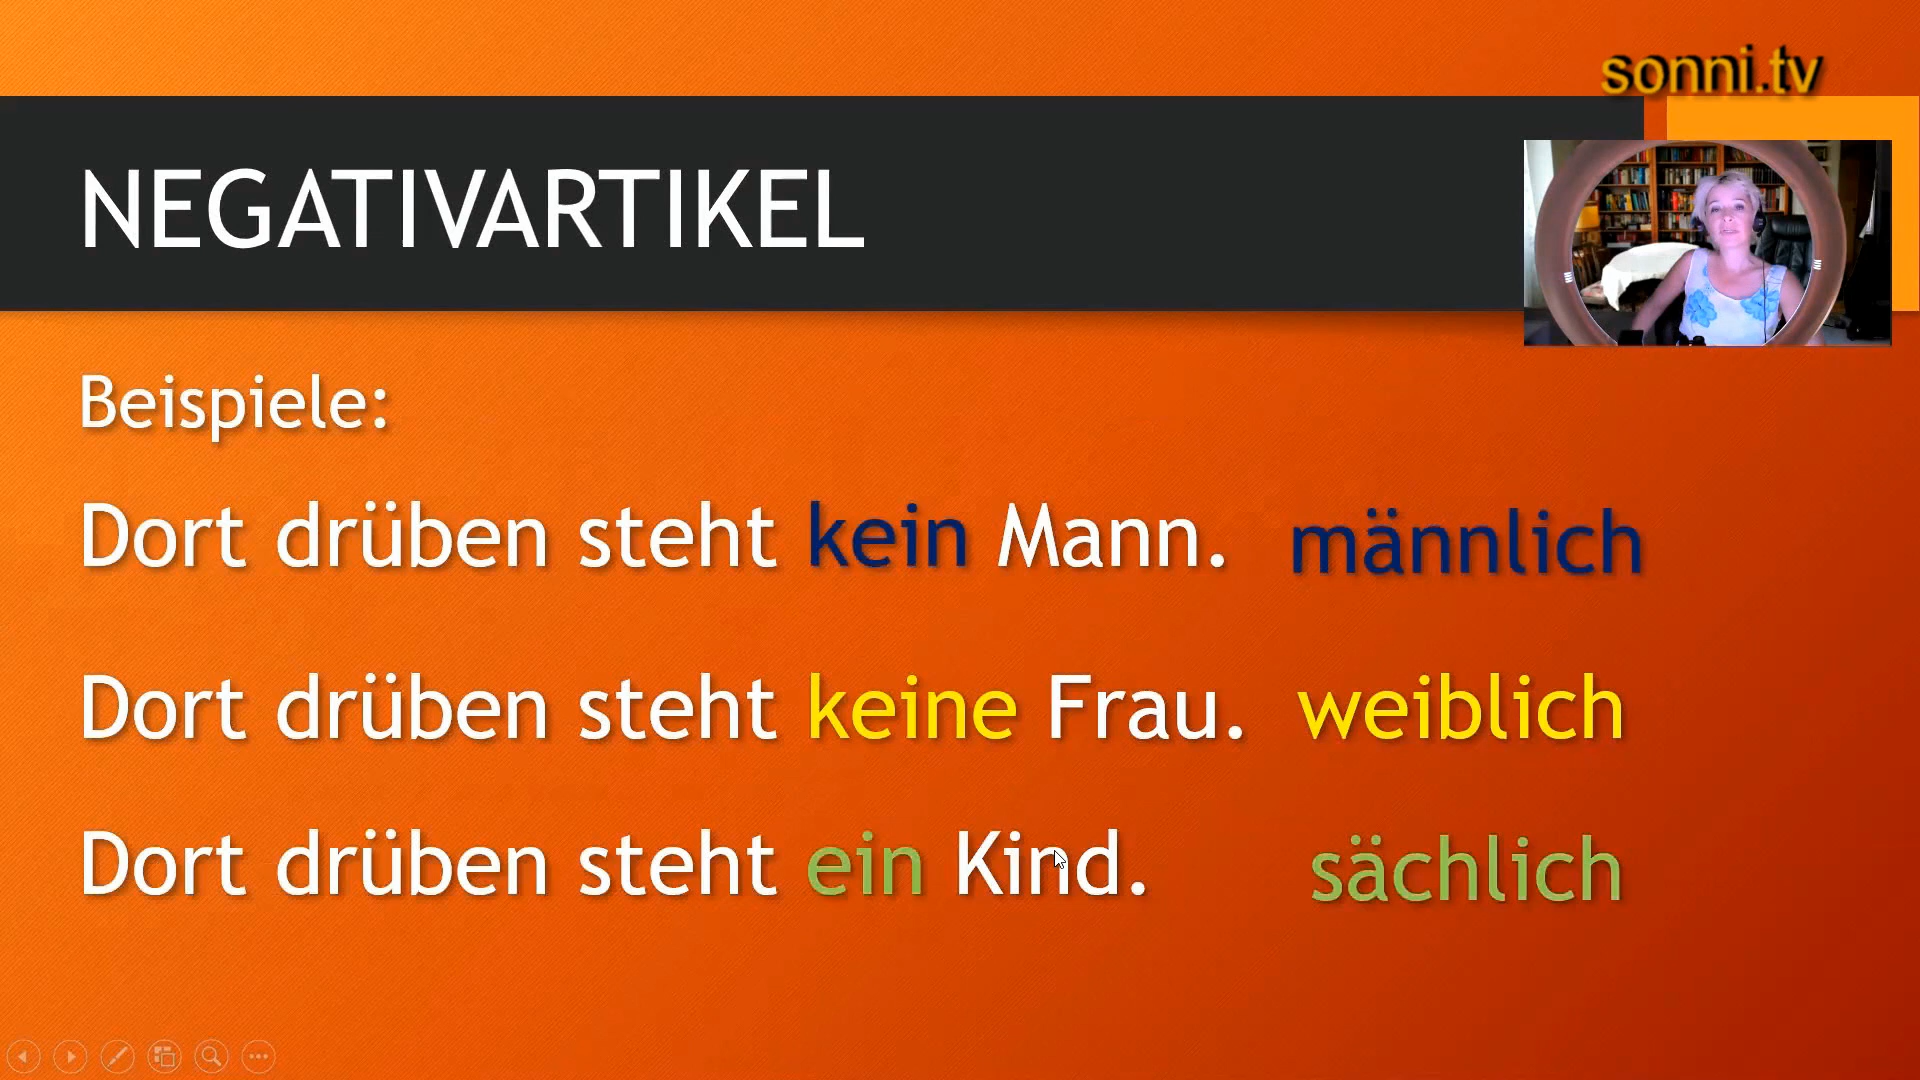 sonni.tv
NEGATIVARTIKEL
Beispiele:
Dort drüben steht kein Mann. männlich
Dort drüben steht keine Frau. weiblich
Dort drüben steht ein Kind. sächlich